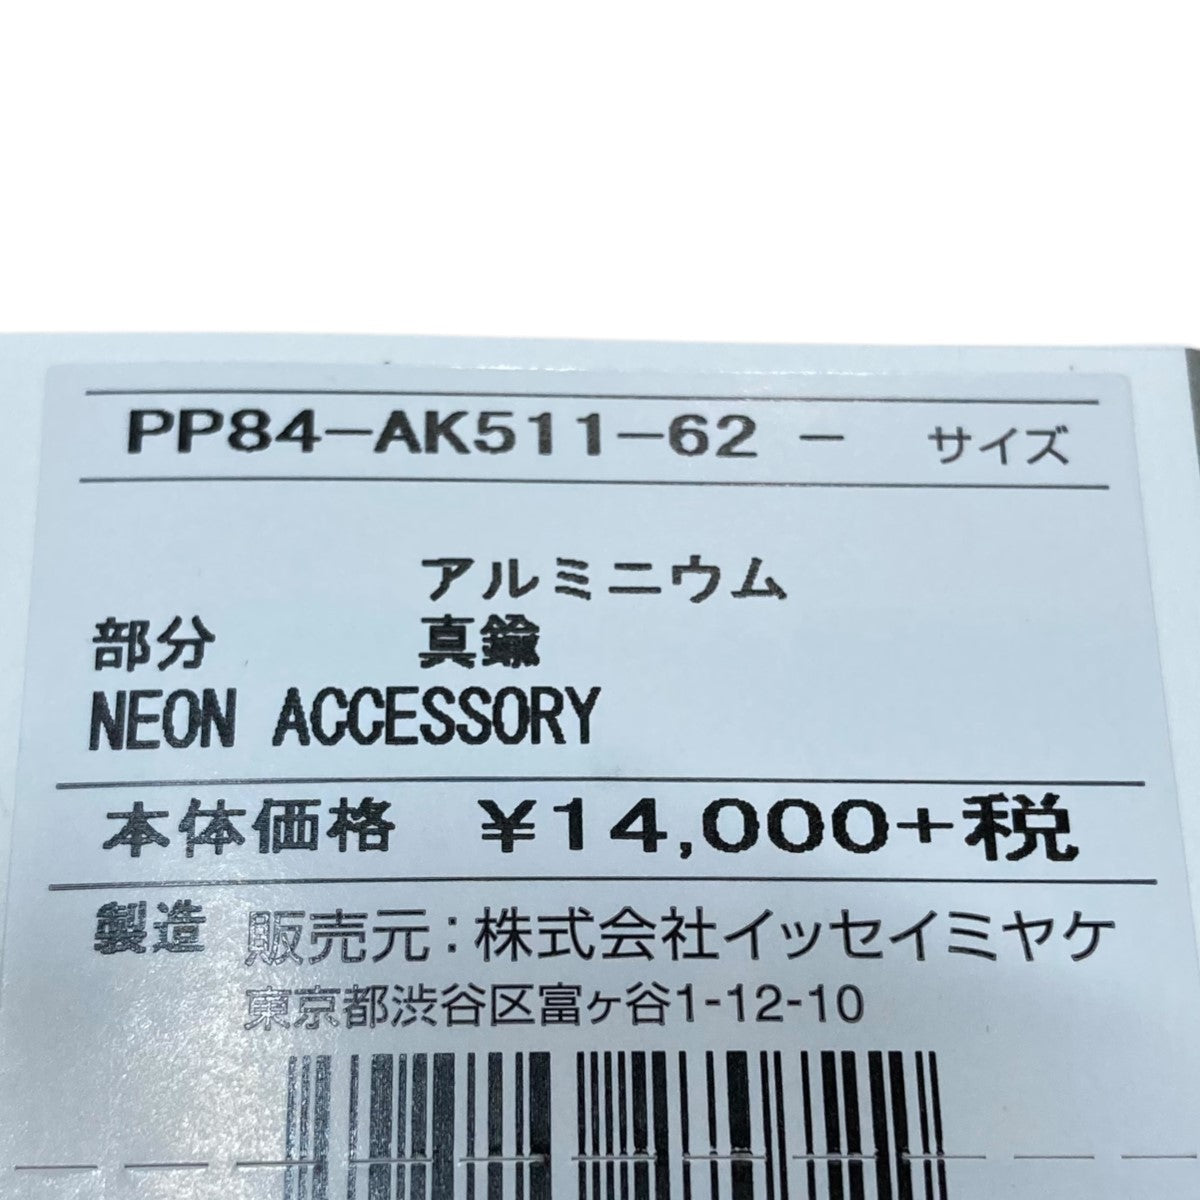 PP84-AK511-62 - サイズ
アルミニウム
部分 真鍮
NEON ACCESSORY
本体価格 ¥14,000+税
製造 販売元:株式会社イッセイミヤケ
東京都渋谷区富ヶ谷1-12-10